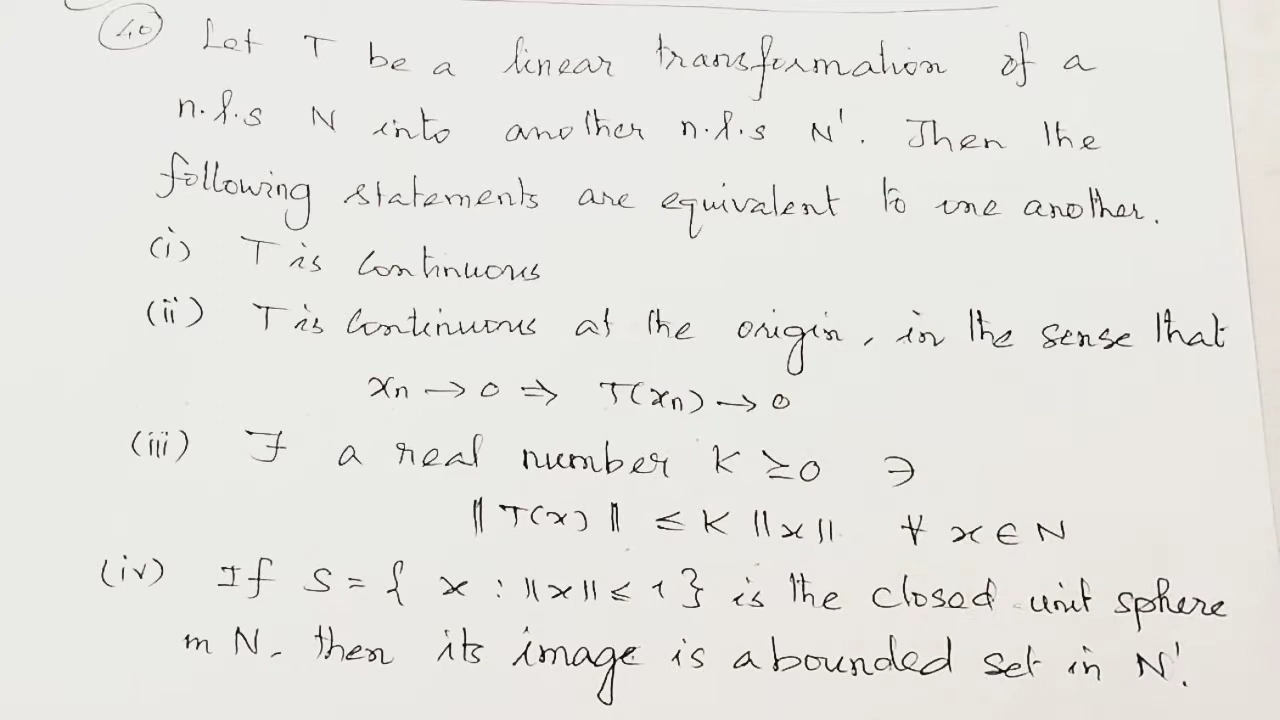 40 Let T be a linear transformation of a
n.l.s N into another n.l.s N'. Then the
following statements are equivalent to one another.
(i) T is continuous
(ii) T is continuous at the origin, in the sense that
xn → 0 ⇒ T(xn) → 0
(iii) ∃ a real number K ≥ 0 ∋
‖T(x)‖ ≤ K ‖x‖ ∀ x ∈ N
(iv) If S = { x : ‖x‖ ≤ 1 } is the closed unit sphere
in N, then its image is a bounded set in N'.